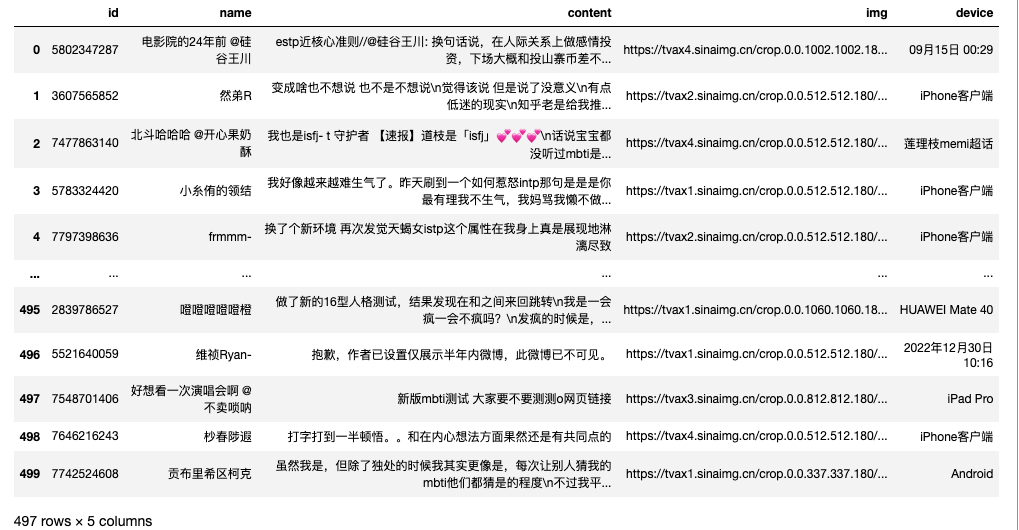 id name content img device
0 5802347287 电影院的24年前 @硅谷王川 estp近核心准则//@硅谷王川: 换句话说，在人际关系上做感情投资，下场大概和投山寨币差不... https://tvax4.sinaimg.cn/crop.0.0.1002.1002.18... 09月15日 00:29
1 3607565852 然弟R 变成啥也不想说 也不是不想说\n觉得该说 但是说了没意义\n有点低迷的现实\n知乎老是给我推... https://tvax2.sinaimg.cn/crop.0.0.512.512.180/... iPhone客户端
2 7477863140 北斗哈哈哈 @开心果奶酥 我也是isfj- t 守护者 【速报】道枝是「isfj」💞💞💞\n话说宝宝都没听过mbti是... https://tvax4.sinaimg.cn/crop.0.0.512.512.180/... 莲理枝memi超话
3 5783324420 小糸侑的领结 我好像越来越难生气了。昨天刷到一个如何惹怒intp那句是是是你最有理我不生气，我妈骂我懒不做... https://tvax1.sinaimg.cn/crop.0.0.512.512.180/... iPhone客户端
4 7797398636 frmmm- 换了个新环境 再次发觉天蝎女istp这个属性在我身上真是展现地淋漓尽致 https://tvax2.sinaimg.cn/crop.0.0.512.512.180/... iPhone客户端
... ... ... ... ... ...
495 2839786527 噔噔噔噔噔橙 做了新的16型人格测试，结果发现在和之间来回跳转\n我是一会疯一会不疯吗？\n发疯的时候是，... https://tvax1.sinaimg.cn/crop.0.0.1060.1060.18... HUAWEI Mate 40
496 5521640059 维祯Ryan- 抱歉，作者已设置仅展示半年内微博，此微博已不可见。 https://tvax1.sinaimg.cn/crop.0.0.512.512.180/... 2022年12月30日 10:16
497 7548701406 好想看一次演唱会啊 @不卖唢呐 新版mbti测试 大家要不要测测o网页链接 https://tvax3.sinaimg.cn/crop.0.0.812.812.180/... iPad Pro
498 7646216243 杪春陟遐 打字打到一半顿悟。。和在内心想法方面果然还是有共同点的 https://tvax4.sinaimg.cn/crop.0.0.512.512.180/... iPhone客户端
499 7742524608 贡布里希区柯克 虽然我是，但除了独处的时候我其实更像是，每次让别人猜我的mbti他们都猜是的程度\n不过我平... https://tvax1.sinaimg.cn/crop.0.0.337.337.180/... Android
497 rows × 5 columns